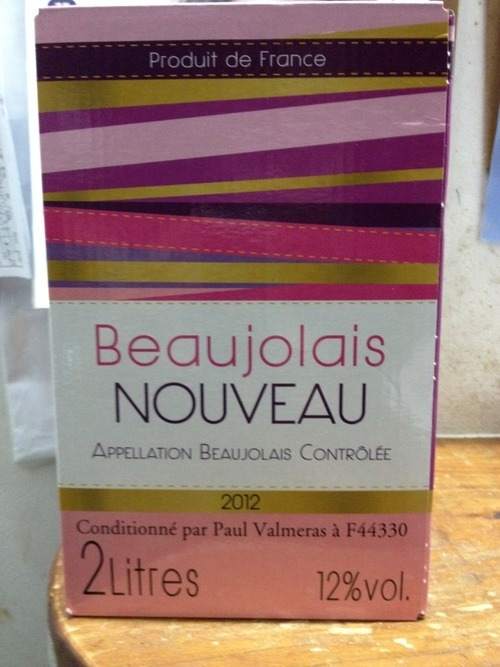 Produit de France
Beaujolais
NOUVEAU
APPELLATION BEAUJOLAIS CONTRÔLÉE
2012
Conditionné par Paul Valmeras à F44330
2Litres 12%vol.